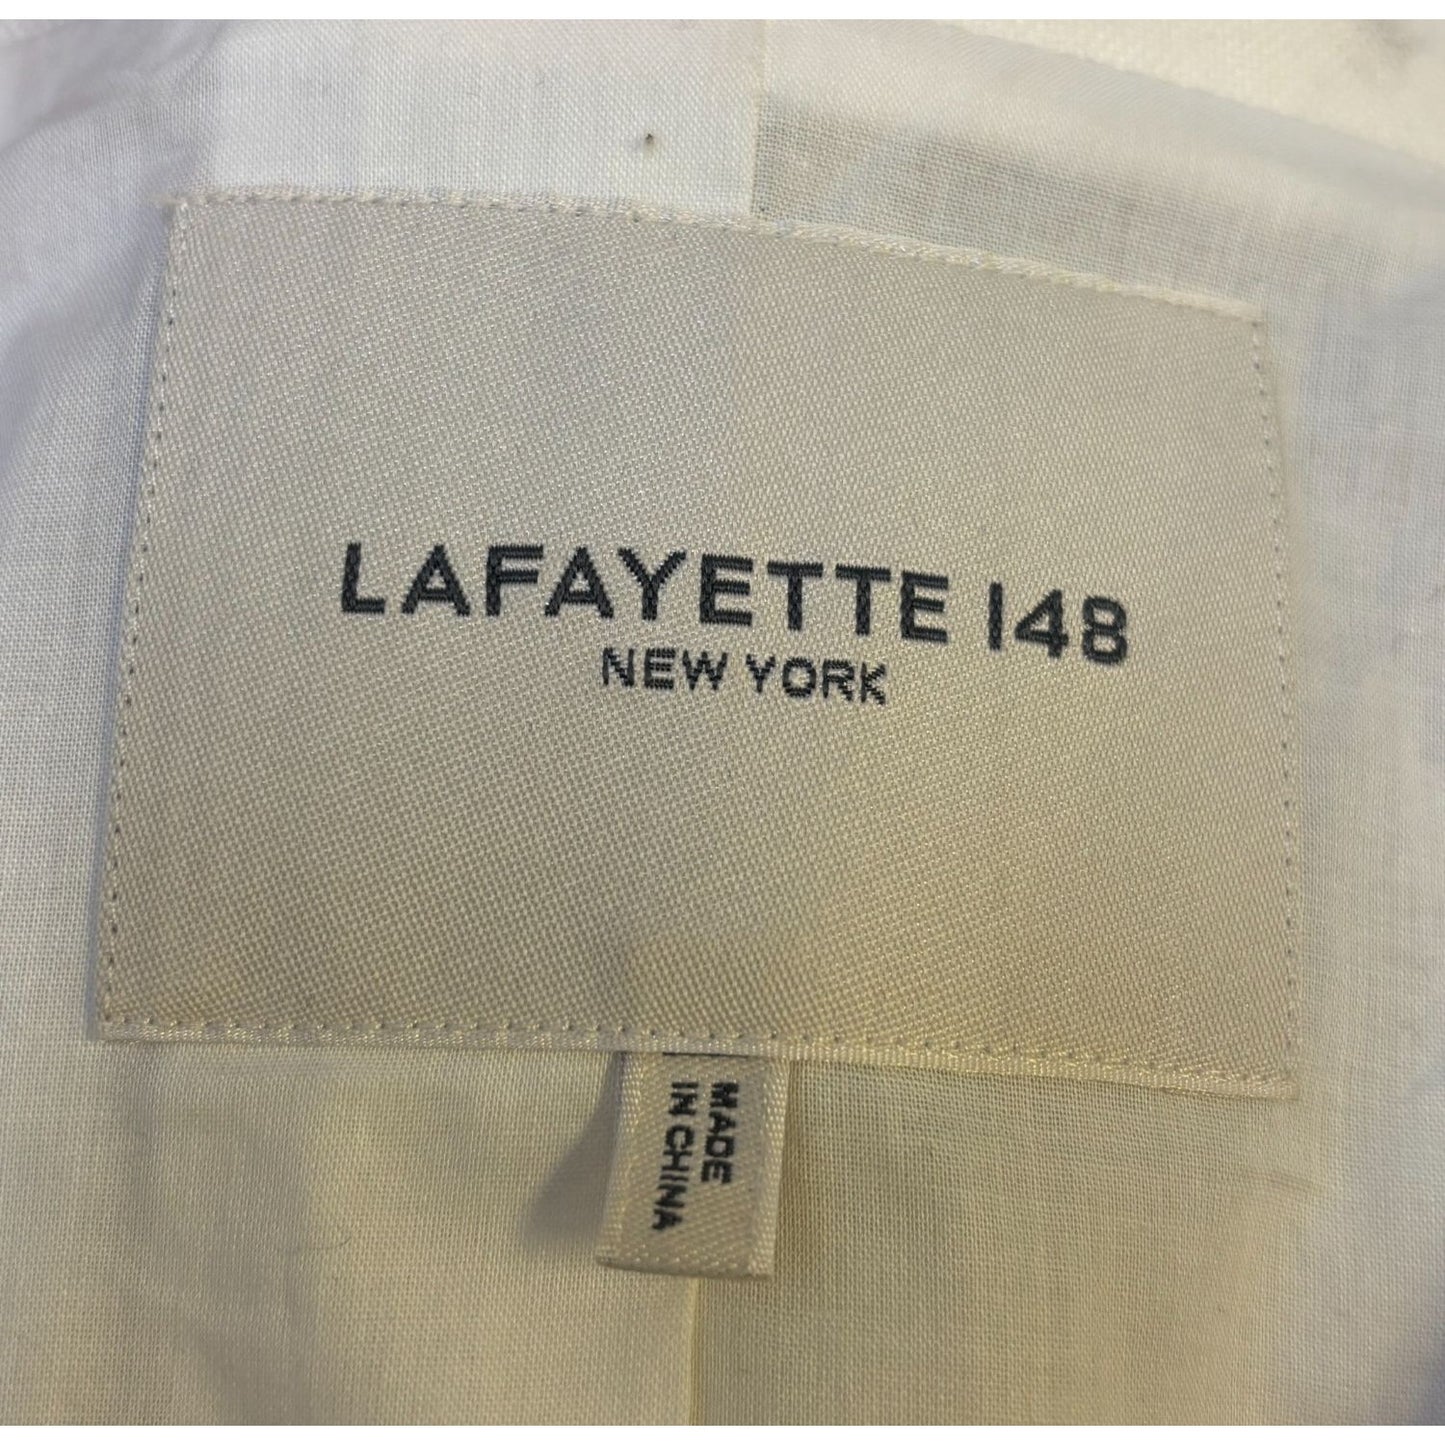 LAFAYETTE 148
NEW YORK
MADE
IN CHINA